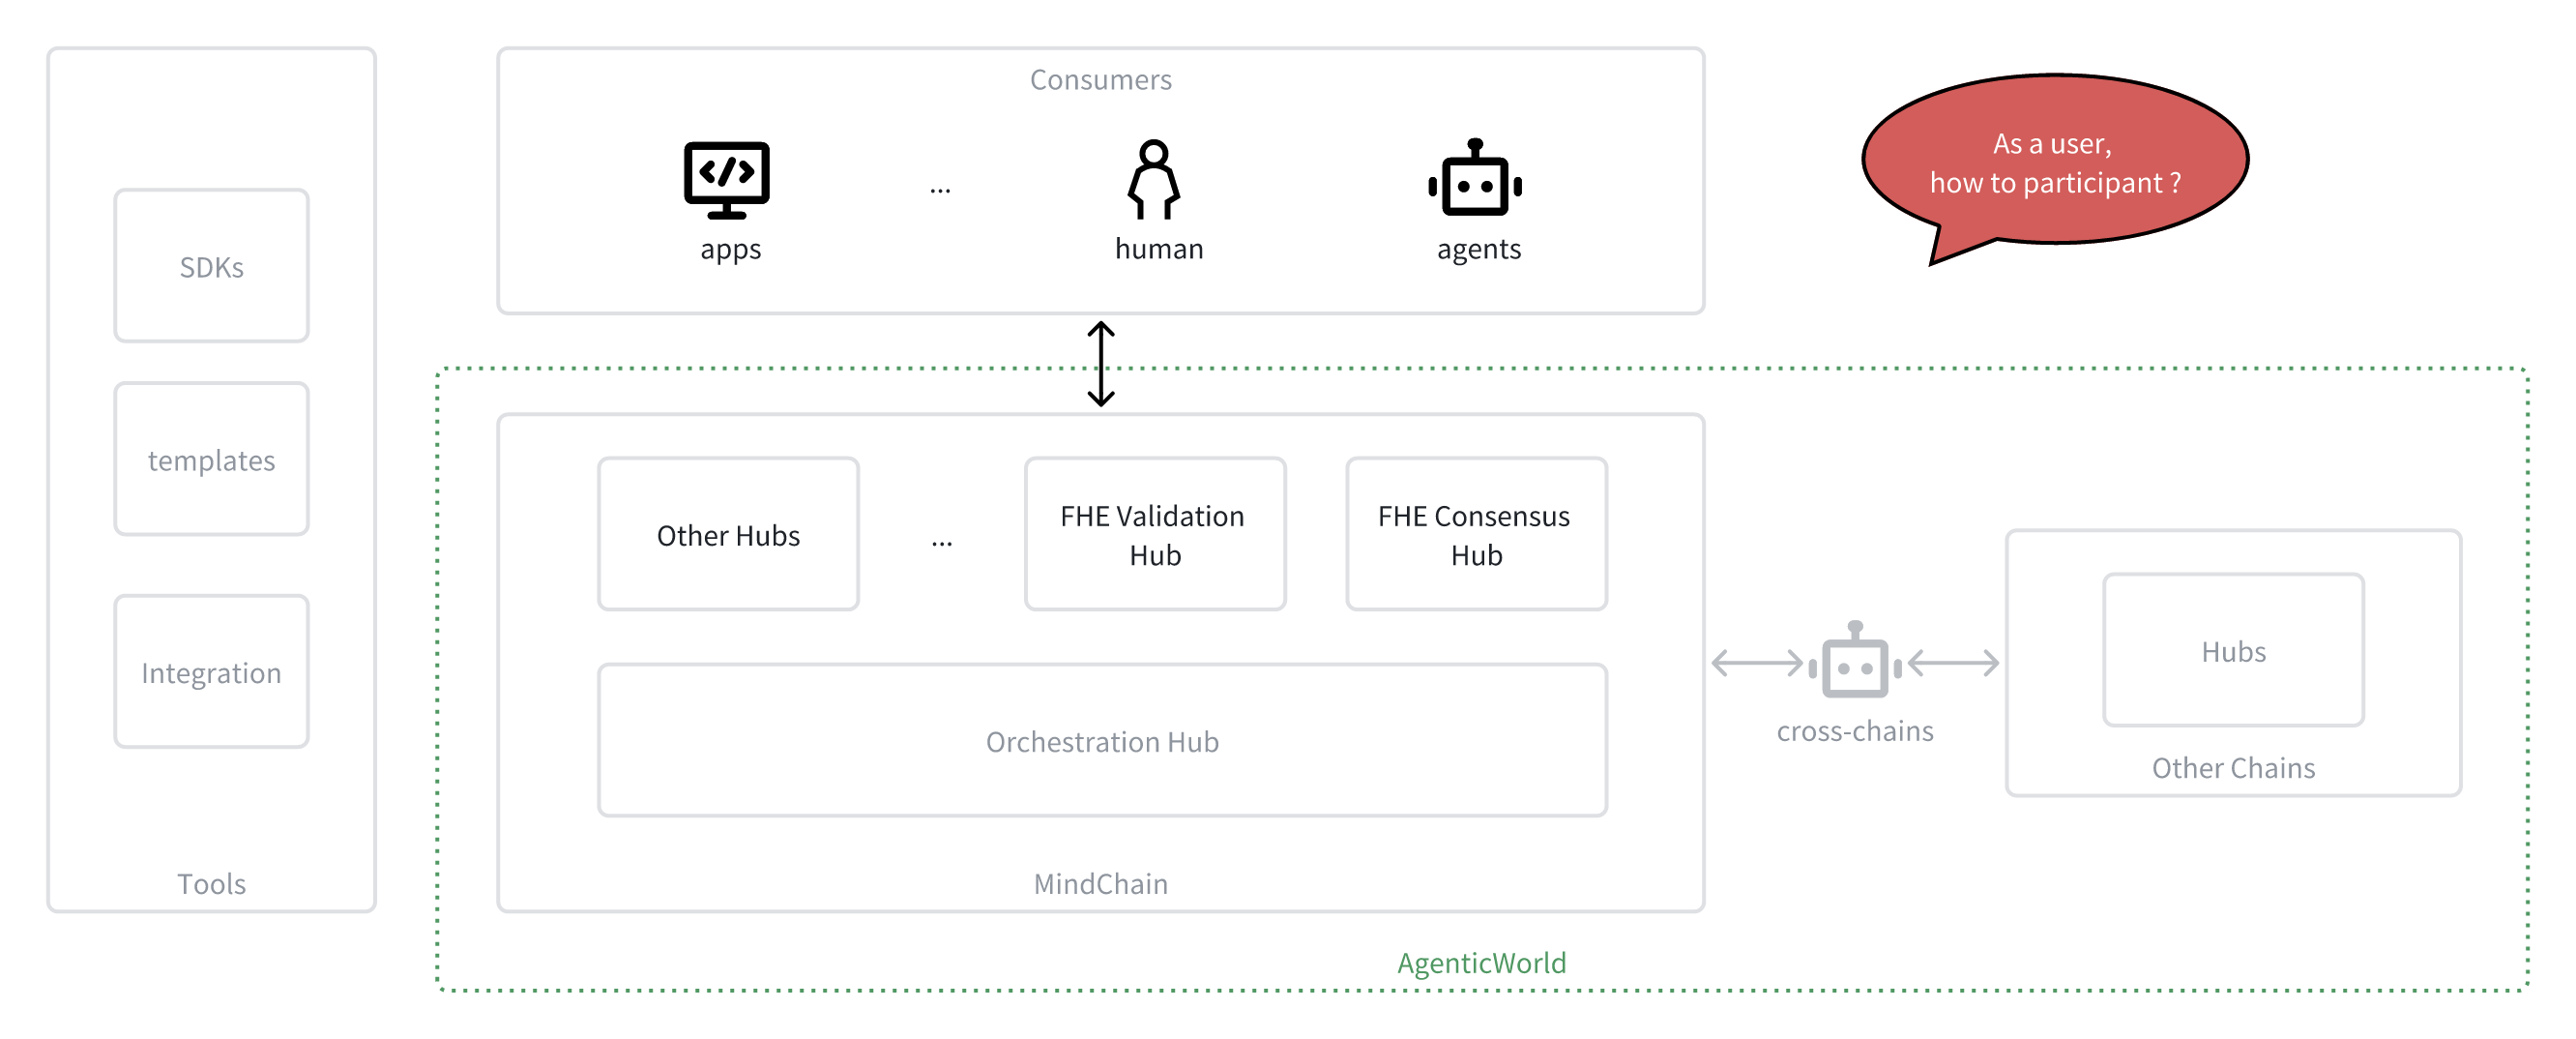 Consumers
apps
...
human
agents
As a user,
how to participant ?
SDKs
templates
Integration
Tools
Other Hubs
...
FHE Validation
Hub
FHE Consensus
Hub
Orchestration Hub
MindChain
cross-chains
Hubs
Other Chains
AgenticWorld